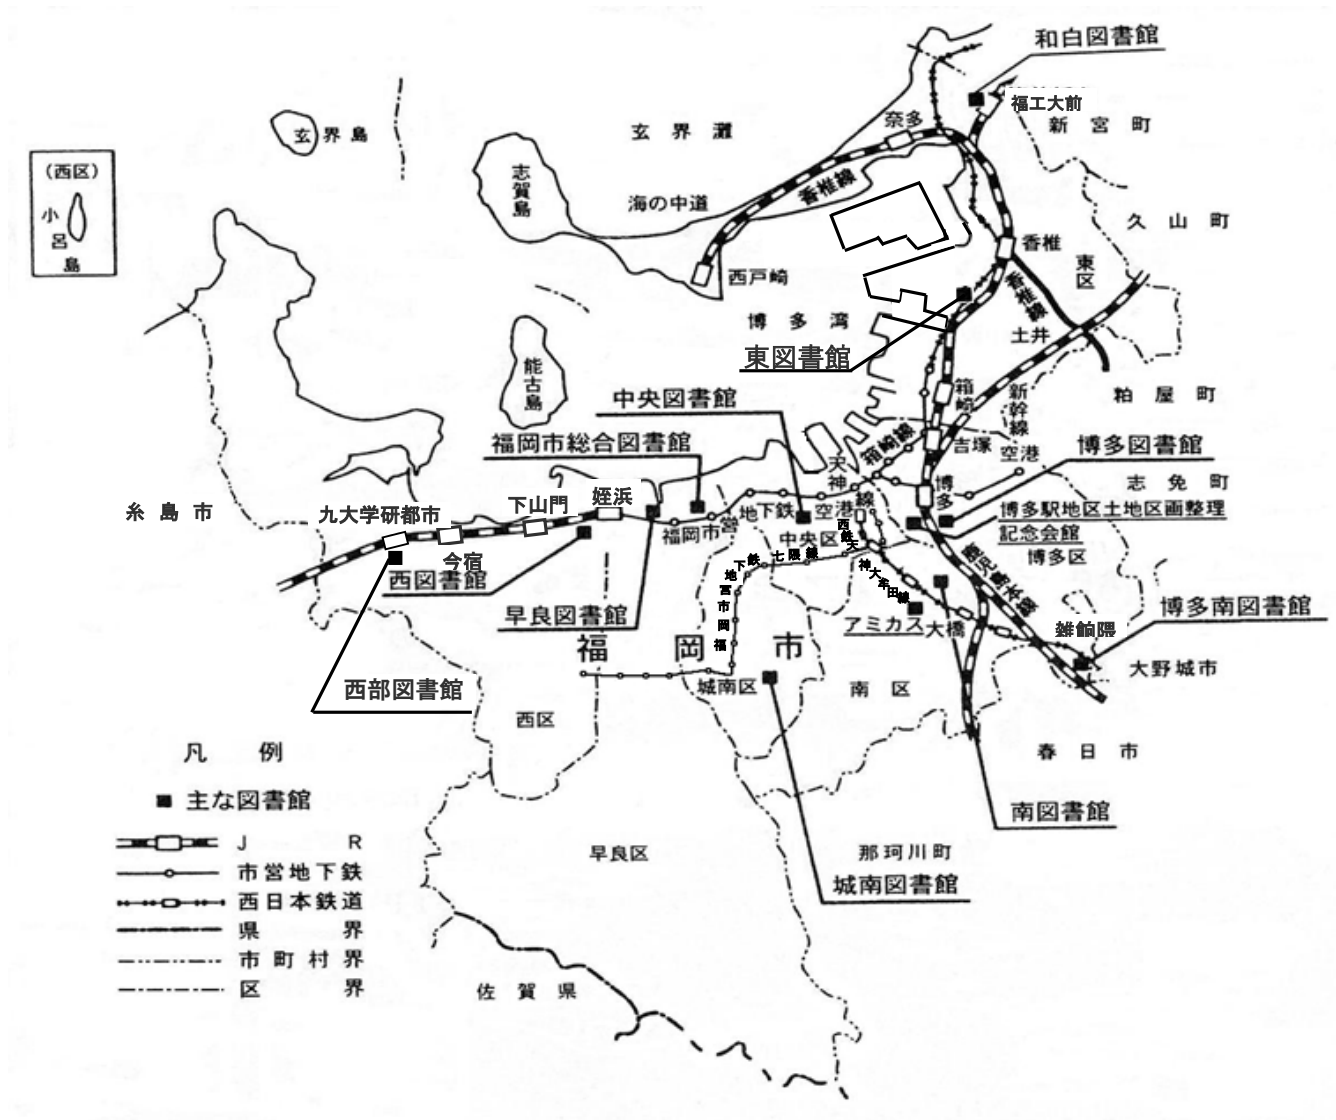 和白図書館
福工大前
新宮町
奈多
玄界灘
玄界島
(西区)
小呂島
志賀島
海の中道
香椎線
久山町
香椎
東区
西戸崎
香椎線
博多湾
土井
東図書館
能古島
中央図書館
箱崎
新幹線
粕屋町
福岡市総合図書館
箱崎線
吉塚
空港
博多図書館
天神
博多
志免町
糸島市
九大学研都市
下山門
姪浜
地下鉄
空港線
博多駅地区土地区画整理
記念会館
福岡市営
中央区
西鉄天神大牟田線
博多区
今宿
西図書館
福岡市営地下鉄七隈線
鹿児島本線
早良図書館
アミカス
大橋
雑餉隈
博多南図書館
福岡市
大野城市
西部図書館
城南区
南区
西区
凡例
春日市
主な図書館
南図書館
JR
早良区
那珂川町
市営地下鉄
城南図書館
西日本鉄道
県界
市町村界
区界
佐賀県